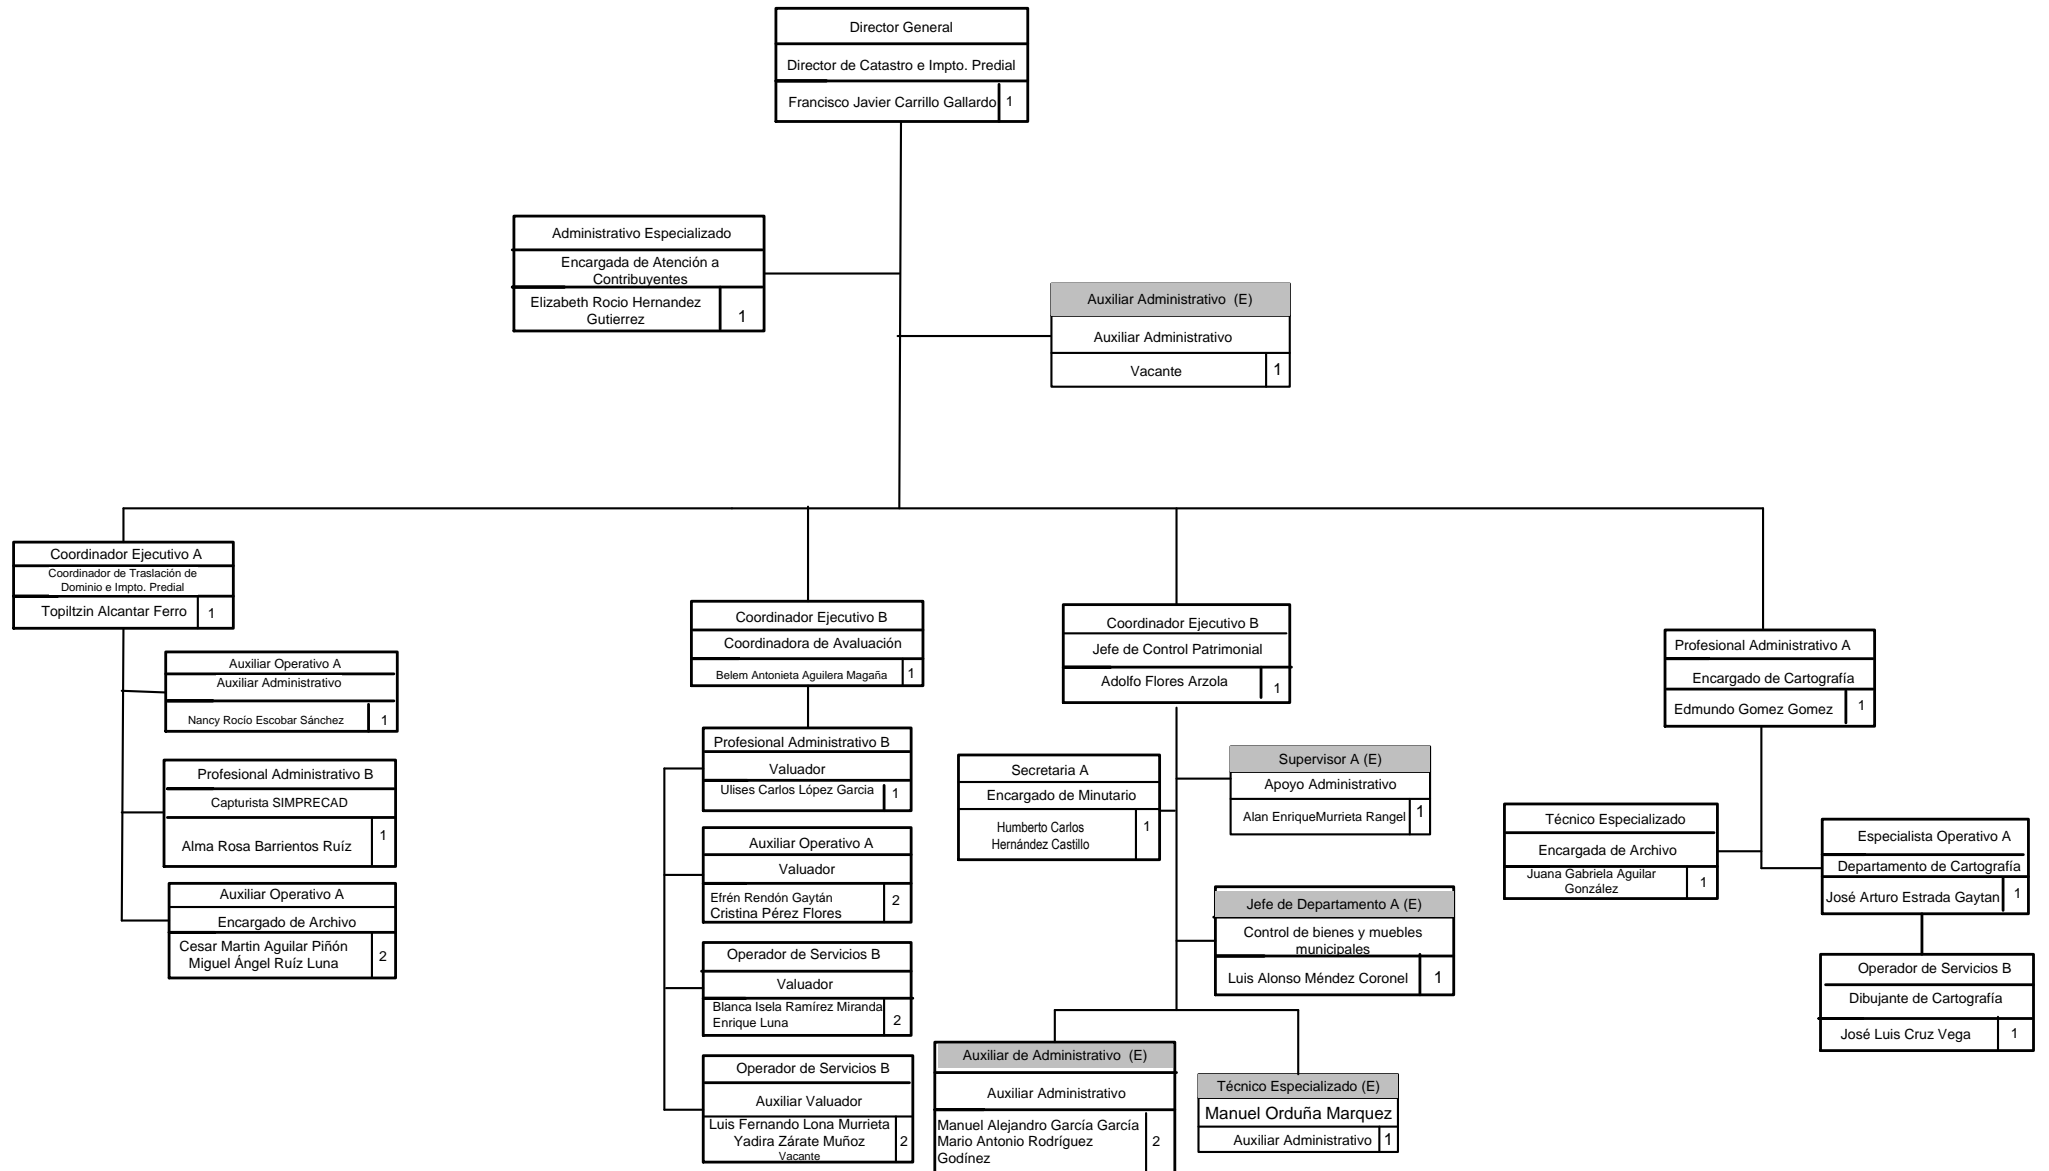 Director General
Director de Catastro e Impto. Predial
Francisco Javier Carrillo Gallardo 1
Administrativo Especializado
Encargada de Atención a
Contribuyentes
Elizabeth Rocio Hernandez
Gutierrez
1
Auxiliar Administrativo (E)
Auxiliar Administrativo
Vacante 1
Coordinador Ejecutivo A
Coordinador de Traslación de
Dominio e Impto. Predial
Topiltzin Alcantar Ferro 1
Auxiliar Operativo A
Auxiliar Administrativo
Nancy Rocío Escobar Sánchez 1
Profesional Administrativo B
Capturista SIMPRECAD
Alma Rosa Barrientos Ruíz 1
Auxiliar Operativo A
Encargado de Archivo
Cesar Martin Aguilar Piñón
Miguel Ángel Ruíz Luna
2
Coordinador Ejecutivo B
Coordinadora de Avaluación
Belem Antonieta Aguilera Magaña 1
Profesional Administrativo B
Valuador
Ulises Carlos López Garcia 1
Auxiliar Operativo A
Valuador
Efrén Rendón Gaytán
Cristina Pérez Flores
2
Operador de Servicios B
Valuador
Blanca Isela Ramírez Miranda
Enrique Luna
2
Operador de Servicios B
Auxiliar Valuador
Luis Fernando Lona Murrieta
Yadira Zárate Muñoz
Vacante
2
Coordinador Ejecutivo B
Jefe de Control Patrimonial
Adolfo Flores Arzola 1
Secretaria A
Encargado de Minutario
Humberto Carlos
Hernández Castillo
1
Supervisor A (E)
Apoyo Administrativo
Alan EnriqueMurrieta Rangel 1
Jefe de Departamento A (E)
Control de bienes y muebles
municipales
Luis Alonso Méndez Coronel 1
Auxiliar de Administrativo (E)
Auxiliar Administrativo
Manuel Alejandro García García
Mario Antonio Rodríguez
Godínez
2
Técnico Especializado (E)
Manuel Orduña Marquez
Auxiliar Administrativo 1
Profesional Administrativo A
Encargado de Cartografía
Edmundo Gomez Gomez 1
Técnico Especializado
Encargada de Archivo
Juana Gabriela Aguilar
González
1
Especialista Operativo A
Departamento de Cartografía
José Arturo Estrada Gaytan 1
Operador de Servicios B
Dibujante de Cartografía
José Luis Cruz Vega 1